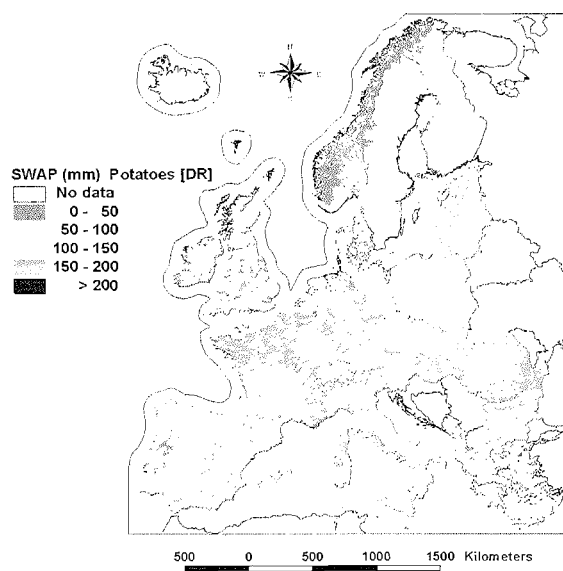 N
W E
S
SWAP (mm) Potatoes [DR]
No data
0 - 50
50 - 100
100 - 150
150 - 200
> 200
500 0 500 1000 1500 Kilometers